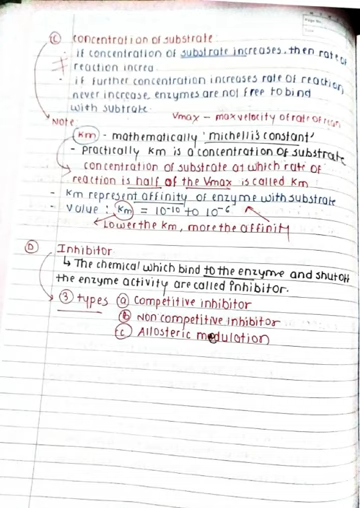 C concentration of substrate
· if concentration of substrate increases, then rate of
reaction increa.
· if further concentration increases rate of reaction
never increase, enzymes are not free to bind
with subtrate.
Vmax – max velocity of rate of rean
Note
Km - mathematically 'michelli's constant'
- practically Km is a concentration of substrate
concentration of substrate at which rate of
reaction is half of the Vmax is called Km
- Km represent affinity of enzyme with substrate
- value : Km = 10⁻¹⁰ to 10⁻⁶
Lower the Km, more the affinity
D Inhibitor
↳ The chemical which bind to the enzyme and shutoff
the enzyme activity are called inhibitor.
③ types ⓐ Competitive inhibitor
ⓑ Non competitive inhibitor
ⓒ Allosteric modulation